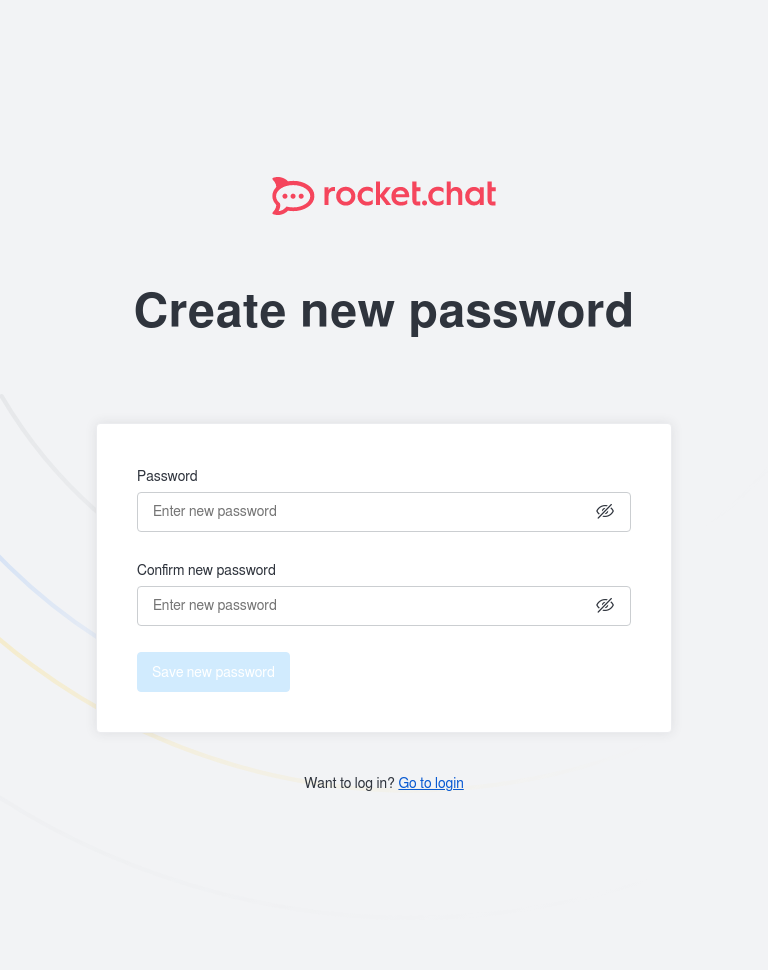 rocket.chat
Create new password
Password
Enter new password
Confirm new password
Enter new password
Save new password
Want to log in? Go to login